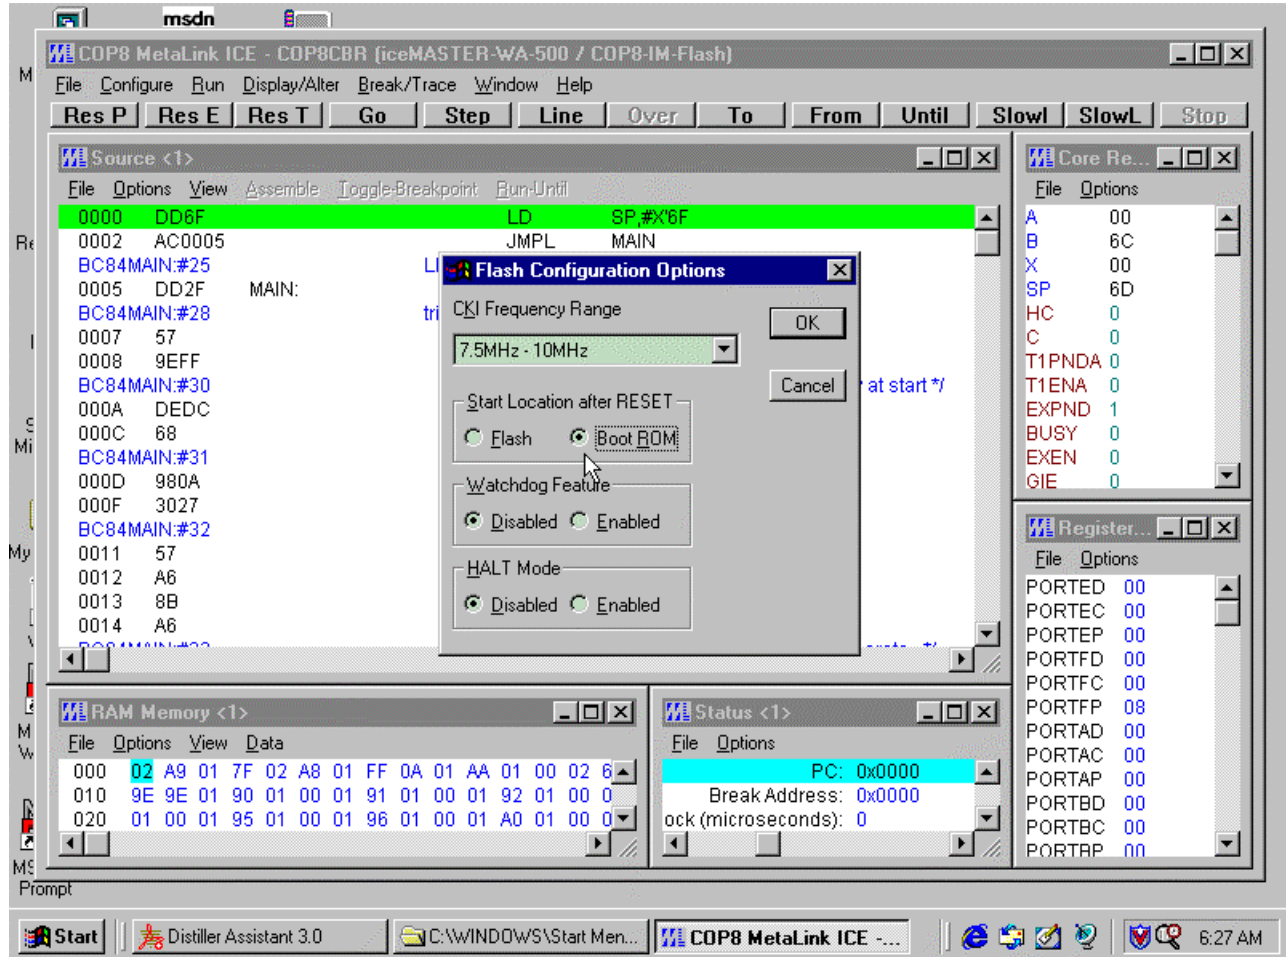 msdn
COP8 MetaLink ICE - COP8CBR (iceMASTER-WA-500 / COP8-IM-Flash)
File Configure Run Display/Alter Break/Trace Window Help
Res P Res E Res T Go Step Line Over To From Until SlowI SlowL Stop
Source <1>
File Options View Assemble Toggle-Breakpoint Run-Until
0000 DD6F LD SP,#X'6F
0002 AC0005 JMPL MAIN
BC84MAIN:#25
0005 DD2F MAIN:
BC84MAIN:#28 tri
0007 57
0008 9EFF
BC84MAIN:#30 at start */
000A DEDC
000C 68
BC84MAIN:#31
000D 980A
000F 3027
BC84MAIN:#32
0011 57
0012 A6
0013 8B
0014 A6
Flash Configuration Options
CKI Frequency Range
7.5MHz - 10MHz
OK
Cancel
Start Location after RESET
Flash Boot ROM
Watchdog Feature
Disabled Enabled
HALT Mode
Disabled Enabled
Core Re...
File Options
A 00
B 6C
X 00
SP 6D
HC 0
C 0
T1PNDA 0
T1ENA 0
EXPND 1
BUSY 0
EXEN 0
GIE 0
Register...
File Options
PORTED 00
PORTEC 00
PORTEP 00
PORTFD 00
PORTFC 00
PORTFP 08
PORTAD 00
PORTAC 00
PORTAP 00
PORTBD 00
PORTBC 00
PORTBP 00
RAM Memory <1>
File Options View Data
000 02 A9 01 7F 02 A8 01 FF 0A 01 AA 01 00 02 6
010 9E 9E 01 90 01 00 01 91 01 00 01 92 01 00 0
020 01 00 01 95 01 00 01 96 01 00 01 A0 01 00 0
Status <1>
File Options
PC: 0x0000
Break Address: 0x0000
ock (microseconds): 0
My
MS
Prompt
Start Distiller Assistant 3.0 C:\WINDOWS\Start Men... COP8 MetaLink ICE -... 6:27 AM